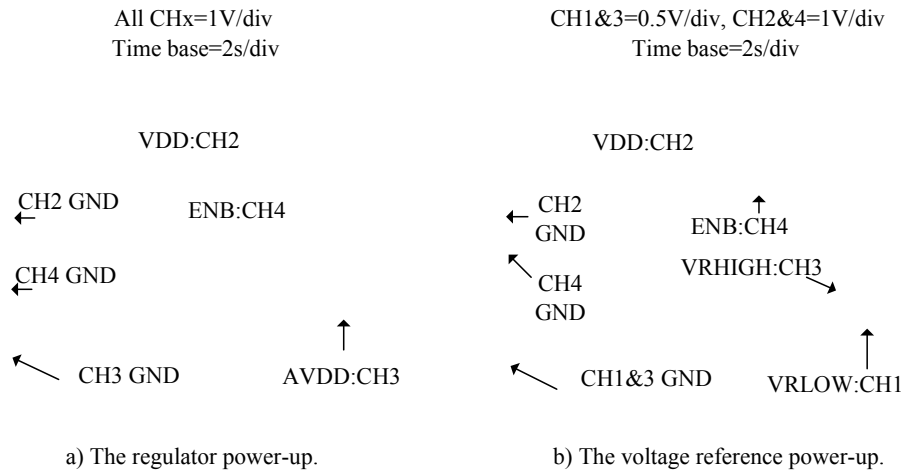 All CHx=1V/div
Time base=2s/div
VDD:CH2
CH2 GND
ENB:CH4
CH4 GND
CH3 GND
AVDD:CH3
a) The regulator power-up.
CH1&3=0.5V/div, CH2&4=1V/div
Time base=2s/div
VDD:CH2
CH2
GND
ENB:CH4
VRHIGH:CH3
CH4
GND
CH1&3 GND
VRLOW:CH1
b) The voltage reference power-up.